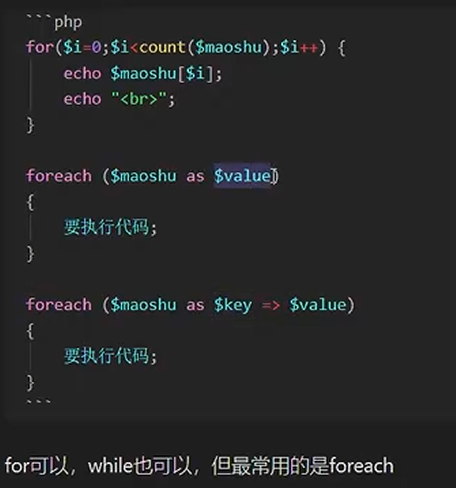 ```php
for($i=0;$i<count($maoshu);$i++) {
echo $maoshu[$i];
echo "<br>";
}
foreach ($maoshu as $value)
{
要执行代码;
}
foreach ($maoshu as $key => $value)
{
要执行代码;
}
```
for可以，while也可以，但最常用的是foreach